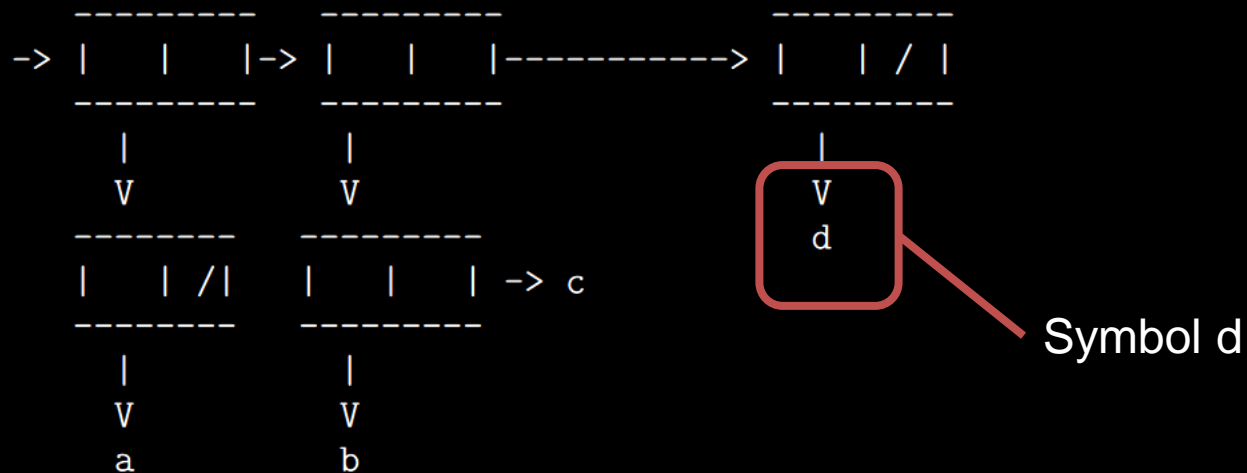 --------- --------- ---------
-> | | |-> | | |-----------> | | / |
--------- --------- ---------
| | |
V V V
-------- --------- d
| | /| | | | -> c
-------- ---------
Symbol d
| |
V V
a b